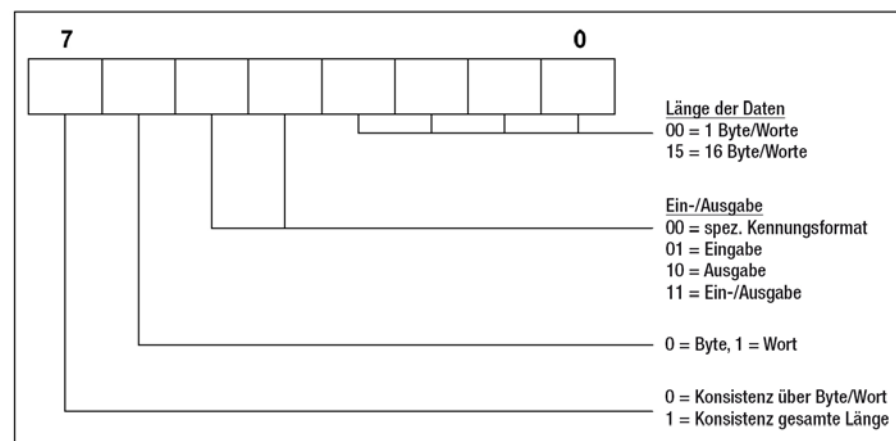 7 0
Länge der Daten
00 = 1 Byte/Worte
15 = 16 Byte/Worte
Ein-/Ausgabe
00 = spez. Kennungsformat
01 = Eingabe
10 = Ausgabe
11 = Ein-/Ausgabe
0 = Byte, 1 = Wort
0 = Konsistenz über Byte/Wort
1 = Konsistenz gesamte Länge